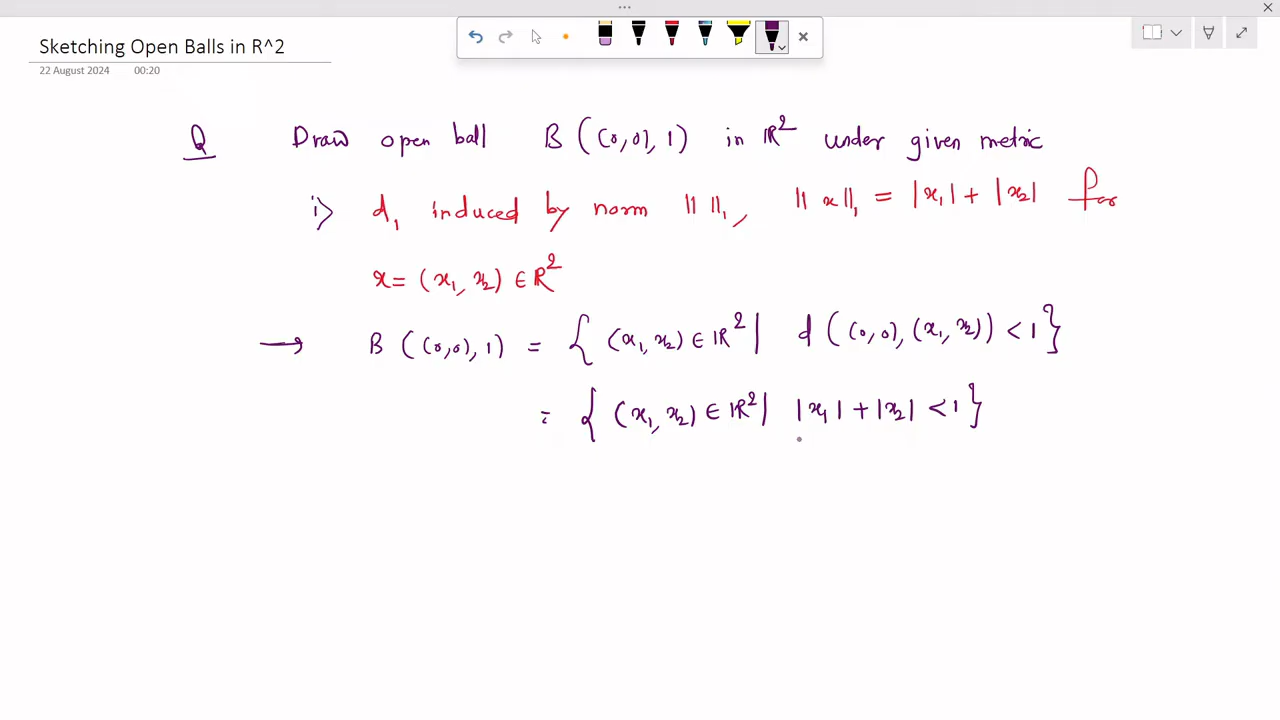 Sketching Open Balls in R^2
22 August 2024 00:20
Q Draw open ball B ((0,0), 1) in ℝ² under given metric
i> d₁ induced by norm || ||₁, || x ||₁ = |x₁| + |x₂| for
x = (x₁, x₂) ∈ ℝ²
→ B ((0,0), 1) = { (x₁, x₂) ∈ ℝ² | d ((0,0), (x₁, x₂)) < 1 }
= { (x₁, x₂) ∈ ℝ² | |x₁| + |x₂| < 1 }